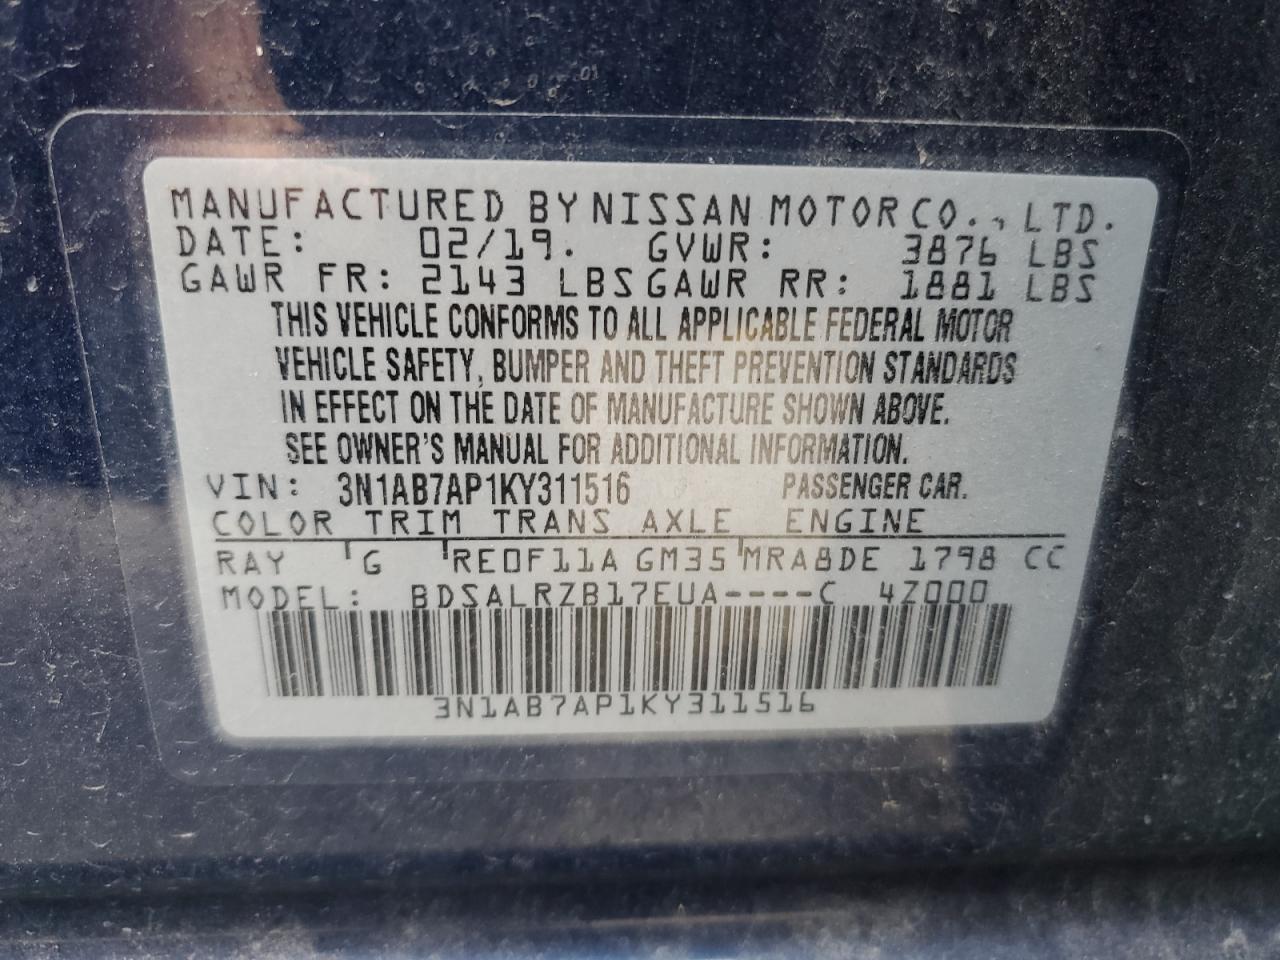 MANUFACTURED BY NISSAN MOTOR CO., LTD.
DATE: 02/19. GVWR: 3876 LBS
GAWR FR: 2143 LBS GAWR RR: 1881 LBS
THIS VEHICLE CONFORMS TO ALL APPLICABLE FEDERAL MOTOR
VEHICLE SAFETY, BUMPER AND THEFT PREVENTION STANDARDS
IN EFFECT ON THE DATE OF MANUFACTURE SHOWN ABOVE.
SEE OWNER'S MANUAL FOR ADDITIONAL INFORMATION.
VIN: 3N1AB7AP1KY311516 PASSENGER CAR.
COLOR TRIM TRANS AXLE ENGINE
RAY G RE0F11A GM35 MRA8DE 1798 CC
MODEL: BDSALRZB17EUA----C 47000
3N1AB7AP1KY311516